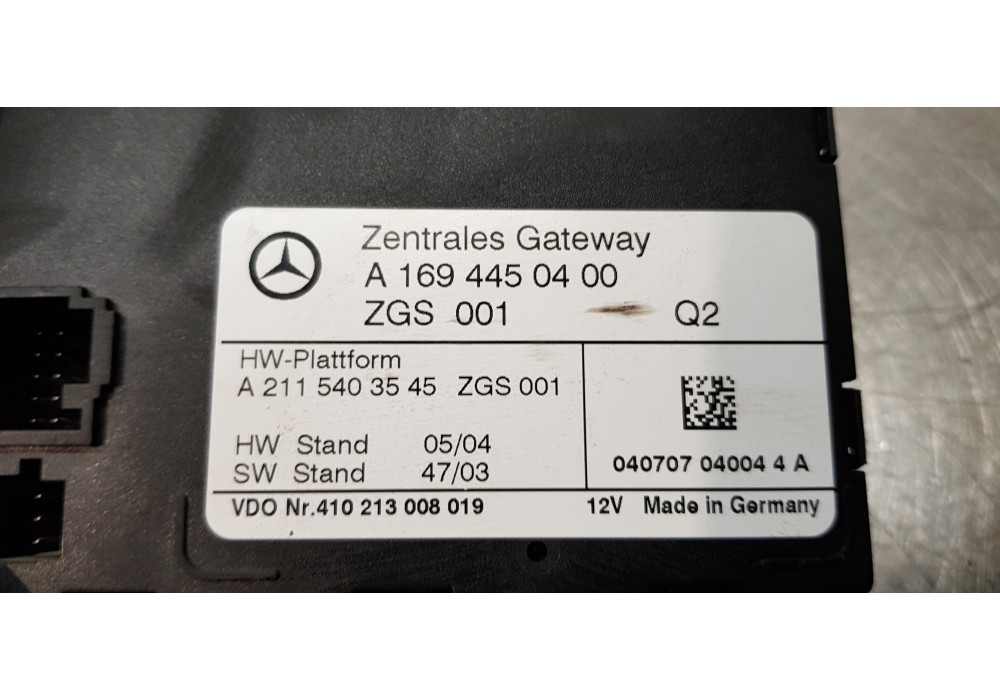 Zentrales Gateway
A 169 445 04 00
ZGS 001 Q2
HW-Plattform
A 211 540 35 45 ZGS 001
HW Stand 05/04
SW Stand 47/03
040707 04004 4 A
VDO Nr.410 213 008 019 12V Made in Germany